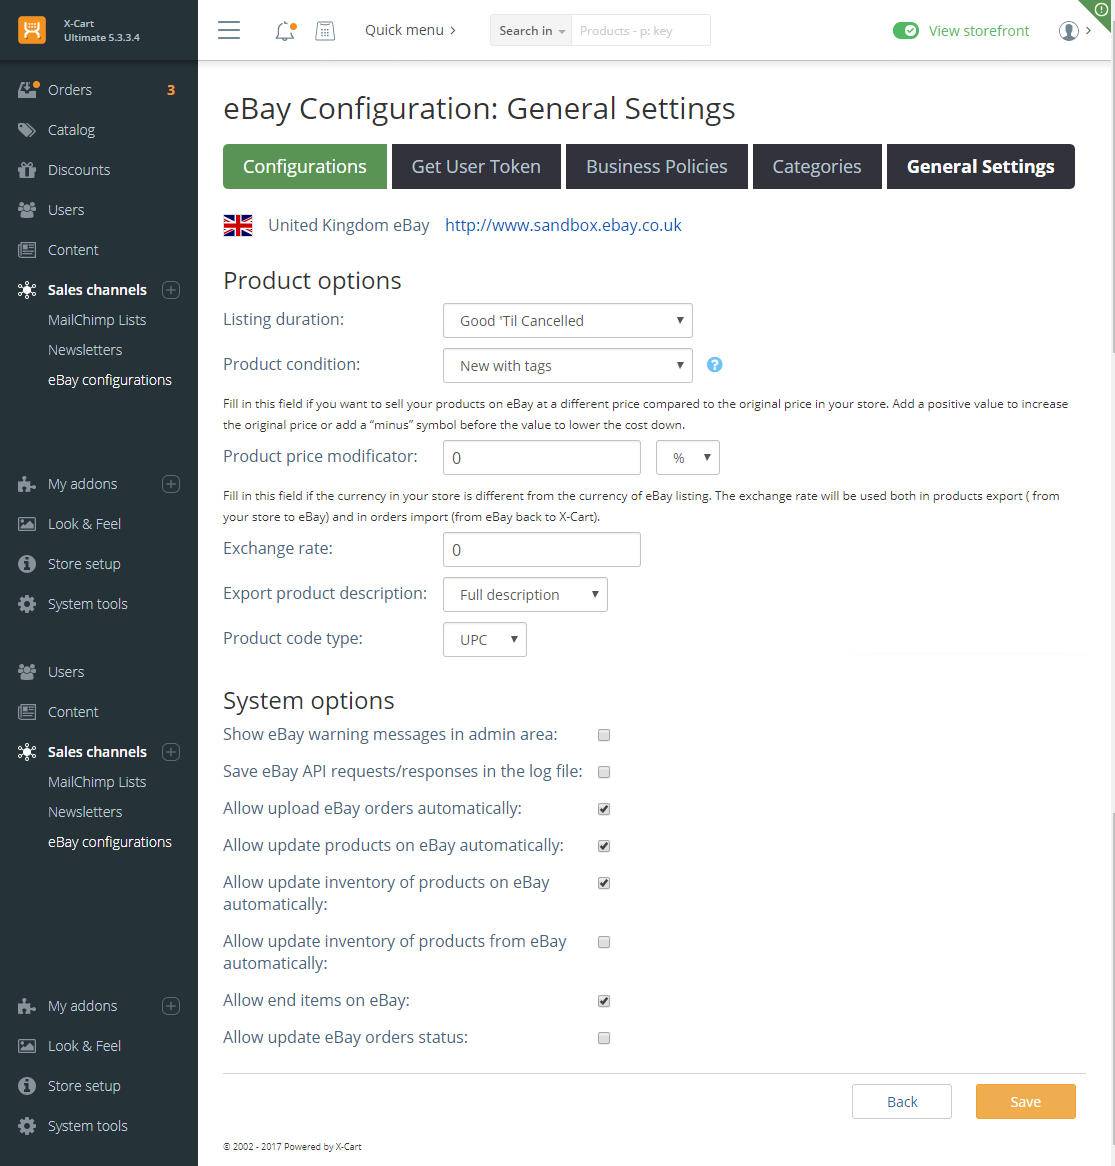 X-Cart
Ultimate 5.3.3.4
Quick menu
Search in
Products - p: key
View storefront
Orders
3
Catalog
Discounts
Users
Content
Sales channels
MailChimp Lists
Newsletters
eBay configurations
My addons
Look & Feel
Store setup
System tools
Users
Content
Sales channels
MailChimp Lists
Newsletters
eBay configurations
My addons
Look & Feel
Store setup
System tools
eBay Configuration: General Settings
Configurations
Get User Token
Business Policies
Categories
General Settings
United Kingdom eBay http://www.sandbox.ebay.co.uk
Product options
Listing duration: Good 'Til Cancelled
Product condition: New with tags ?
Fill in this field if you want to sell your products on eBay at a different price compared to the original price in your store. Add a positive value to increase
the original price or add a “minus” symbol before the value to lower the cost down.
Product price modificator: 0 %
Fill in this field if the currency in your store is different from the currency of eBay listing. The exchange rate will be used both in products export ( from
your store to eBay) and in orders import (from eBay back to X-Cart).
Exchange rate: 0
Export product description: Full description
Product code type: UPC
System options
Show eBay warning messages in admin area:
Save eBay API requests/responses in the log file:
Allow upload eBay orders automatically:
Allow update products on eBay automatically:
Allow update inventory of products on eBay
automatically:
Allow update inventory of products from eBay
automatically:
Allow end items on eBay:
Allow update eBay orders status:
Back
Save
© 2002 - 2017 Powered by X-Cart